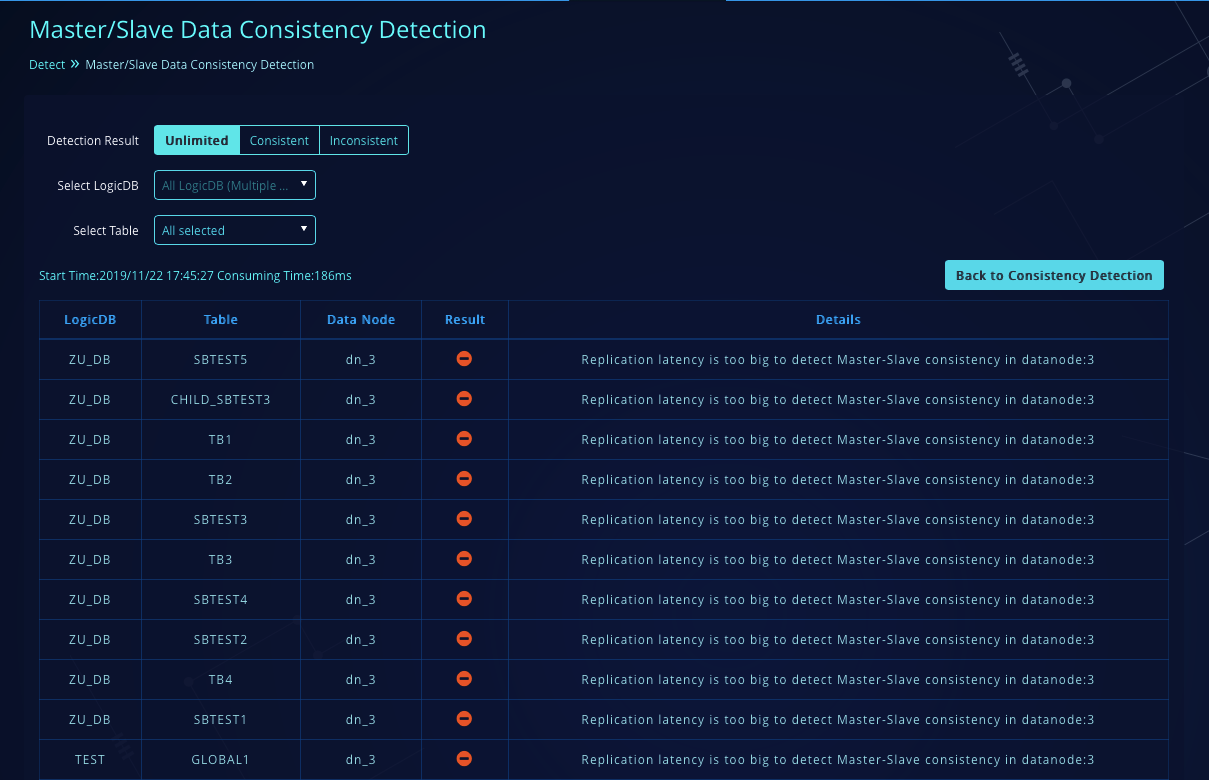 Master/Slave Data Consistency Detection
Detect » Master/Slave Data Consistency Detection
Detection Result Unlimited Consistent Inconsistent
Select LogicDB All LogicDB (Multiple ...
Select Table All selected
Start Time:2019/11/22 17:45:27 Consuming Time:186ms Back to Consistency Detection
LogicDB Table Data Node Result Details
ZU_DB SBTEST5 dn_3 Replication latency is too big to detect Master-Slave consistency in datanode:3
ZU_DB CHILD_SBTEST3 dn_3 Replication latency is too big to detect Master-Slave consistency in datanode:3
ZU_DB TB1 dn_3 Replication latency is too big to detect Master-Slave consistency in datanode:3
ZU_DB TB2 dn_3 Replication latency is too big to detect Master-Slave consistency in datanode:3
ZU_DB SBTEST3 dn_3 Replication latency is too big to detect Master-Slave consistency in datanode:3
ZU_DB TB3 dn_3 Replication latency is too big to detect Master-Slave consistency in datanode:3
ZU_DB SBTEST4 dn_3 Replication latency is too big to detect Master-Slave consistency in datanode:3
ZU_DB SBTEST2 dn_3 Replication latency is too big to detect Master-Slave consistency in datanode:3
ZU_DB TB4 dn_3 Replication latency is too big to detect Master-Slave consistency in datanode:3
ZU_DB SBTEST1 dn_3 Replication latency is too big to detect Master-Slave consistency in datanode:3
TEST GLOBAL1 dn_3 Replication latency is too big to detect Master-Slave consistency in datanode:3